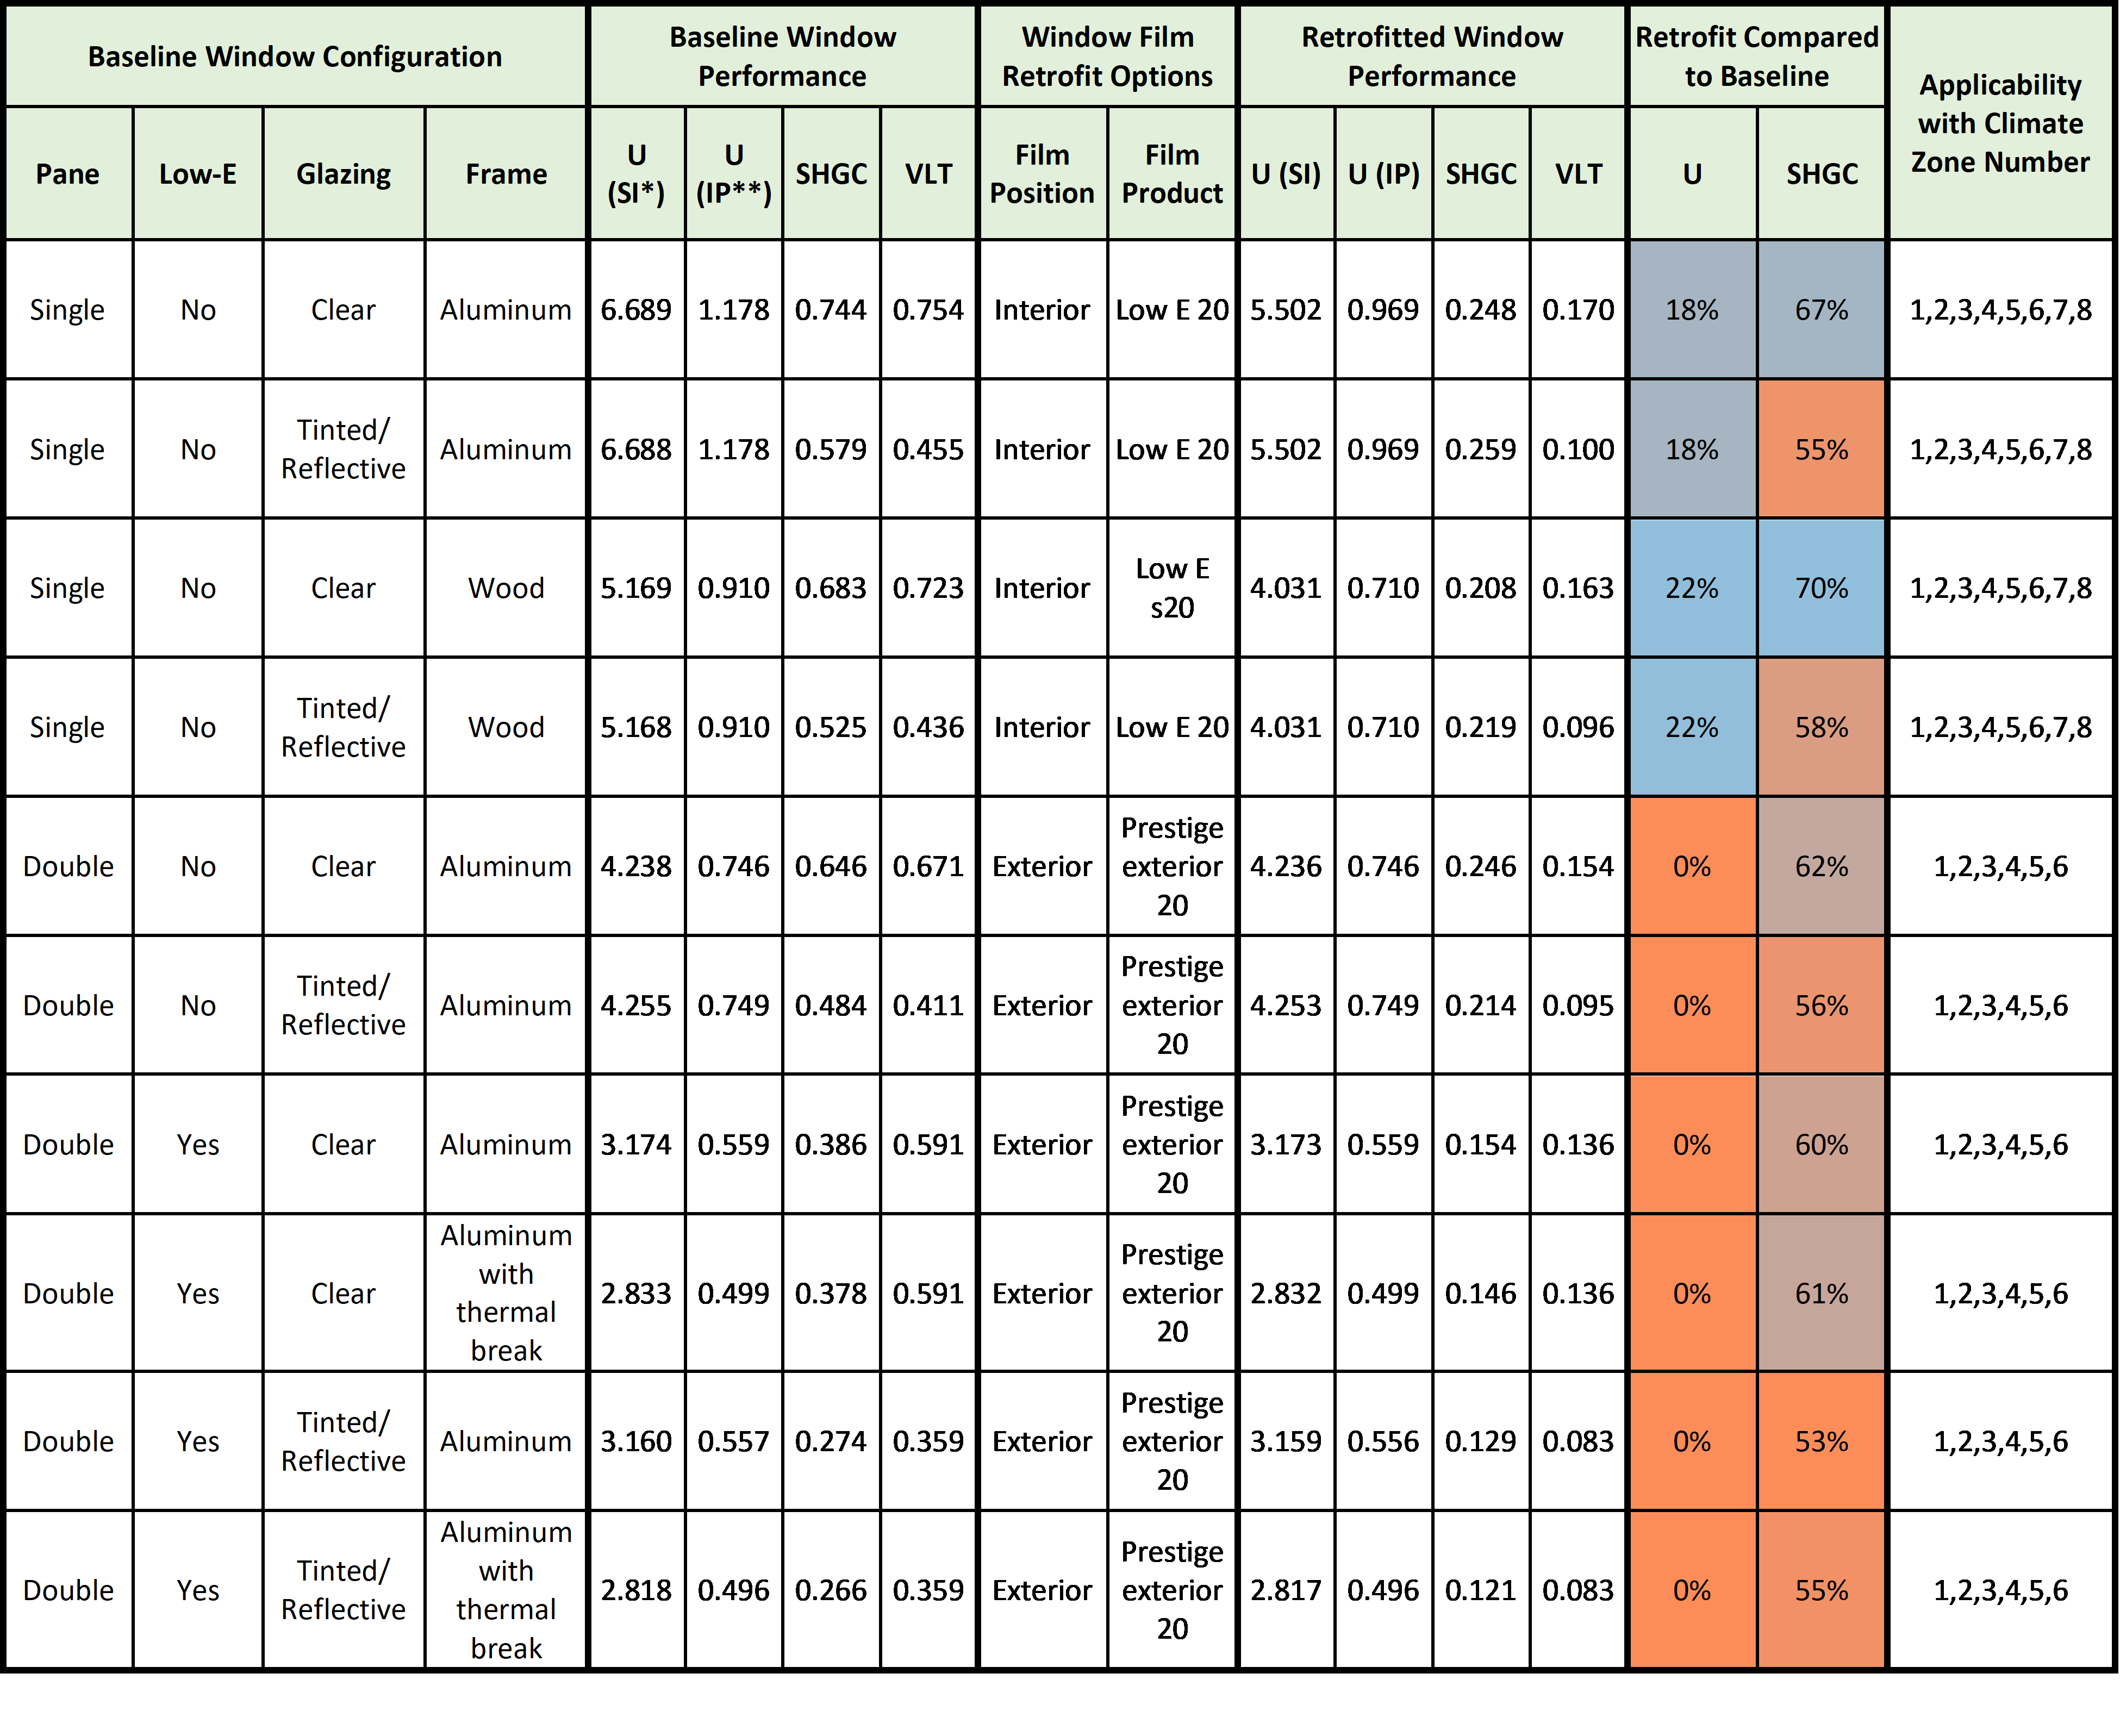 Baseline Window Configuration
Baseline Window
Performance
Window Film
Retrofit Options
Retrofitted Window
Performance
Retrofit Compared
to Baseline
Applicability
with Climate
Zone Number
Pane
Low-E
Glazing
Frame
U
(SI*)
U
(IP**)
SHGC
VLT
Film
Position
Film
Product
U (SI)
U (IP)
SHGC
VLT
U
SHGC
Single
No
Clear
Aluminum
6.689
1.178
0.744
0.754
Interior
Low E 20
5.502
0.969
0.248
0.170
18%
67%
1,2,3,4,5,6,7,8
Single
No
Tinted/
Reflective
Aluminum
6.688
1.178
0.579
0.455
Interior
Low E 20
5.502
0.969
0.259
0.100
18%
55%
1,2,3,4,5,6,7,8
Single
No
Clear
Wood
5.169
0.910
0.683
0.723
Interior
Low E
s20
4.031
0.710
0.208
0.163
22%
70%
1,2,3,4,5,6,7,8
Single
No
Tinted/
Reflective
Wood
5.168
0.910
0.525
0.436
Interior
Low E 20
4.031
0.710
0.219
0.096
22%
58%
1,2,3,4,5,6,7,8
Double
No
Clear
Aluminum
4.238
0.746
0.646
0.671
Exterior
Prestige
exterior
20
4.236
0.746
0.246
0.154
0%
62%
1,2,3,4,5,6
Double
No
Tinted/
Reflective
Aluminum
4.255
0.749
0.484
0.411
Exterior
Prestige
exterior
20
4.253
0.749
0.214
0.095
0%
56%
1,2,3,4,5,6
Double
Yes
Clear
Aluminum
3.174
0.559
0.386
0.591
Exterior
Prestige
exterior
20
3.173
0.559
0.154
0.136
0%
60%
1,2,3,4,5,6
Double
Yes
Clear
Aluminum
with
thermal
break
2.833
0.499
0.378
0.591
Exterior
Prestige
exterior
20
2.832
0.499
0.146
0.136
0%
61%
1,2,3,4,5,6
Double
Yes
Tinted/
Reflective
Aluminum
3.160
0.557
0.274
0.359
Exterior
Prestige
exterior
20
3.159
0.556
0.129
0.083
0%
53%
1,2,3,4,5,6
Double
Yes
Tinted/
Reflective
Aluminum
with
thermal
break
2.818
0.496
0.266
0.359
Exterior
Prestige
exterior
20
2.817
0.496
0.121
0.083
0%
55%
1,2,3,4,5,6